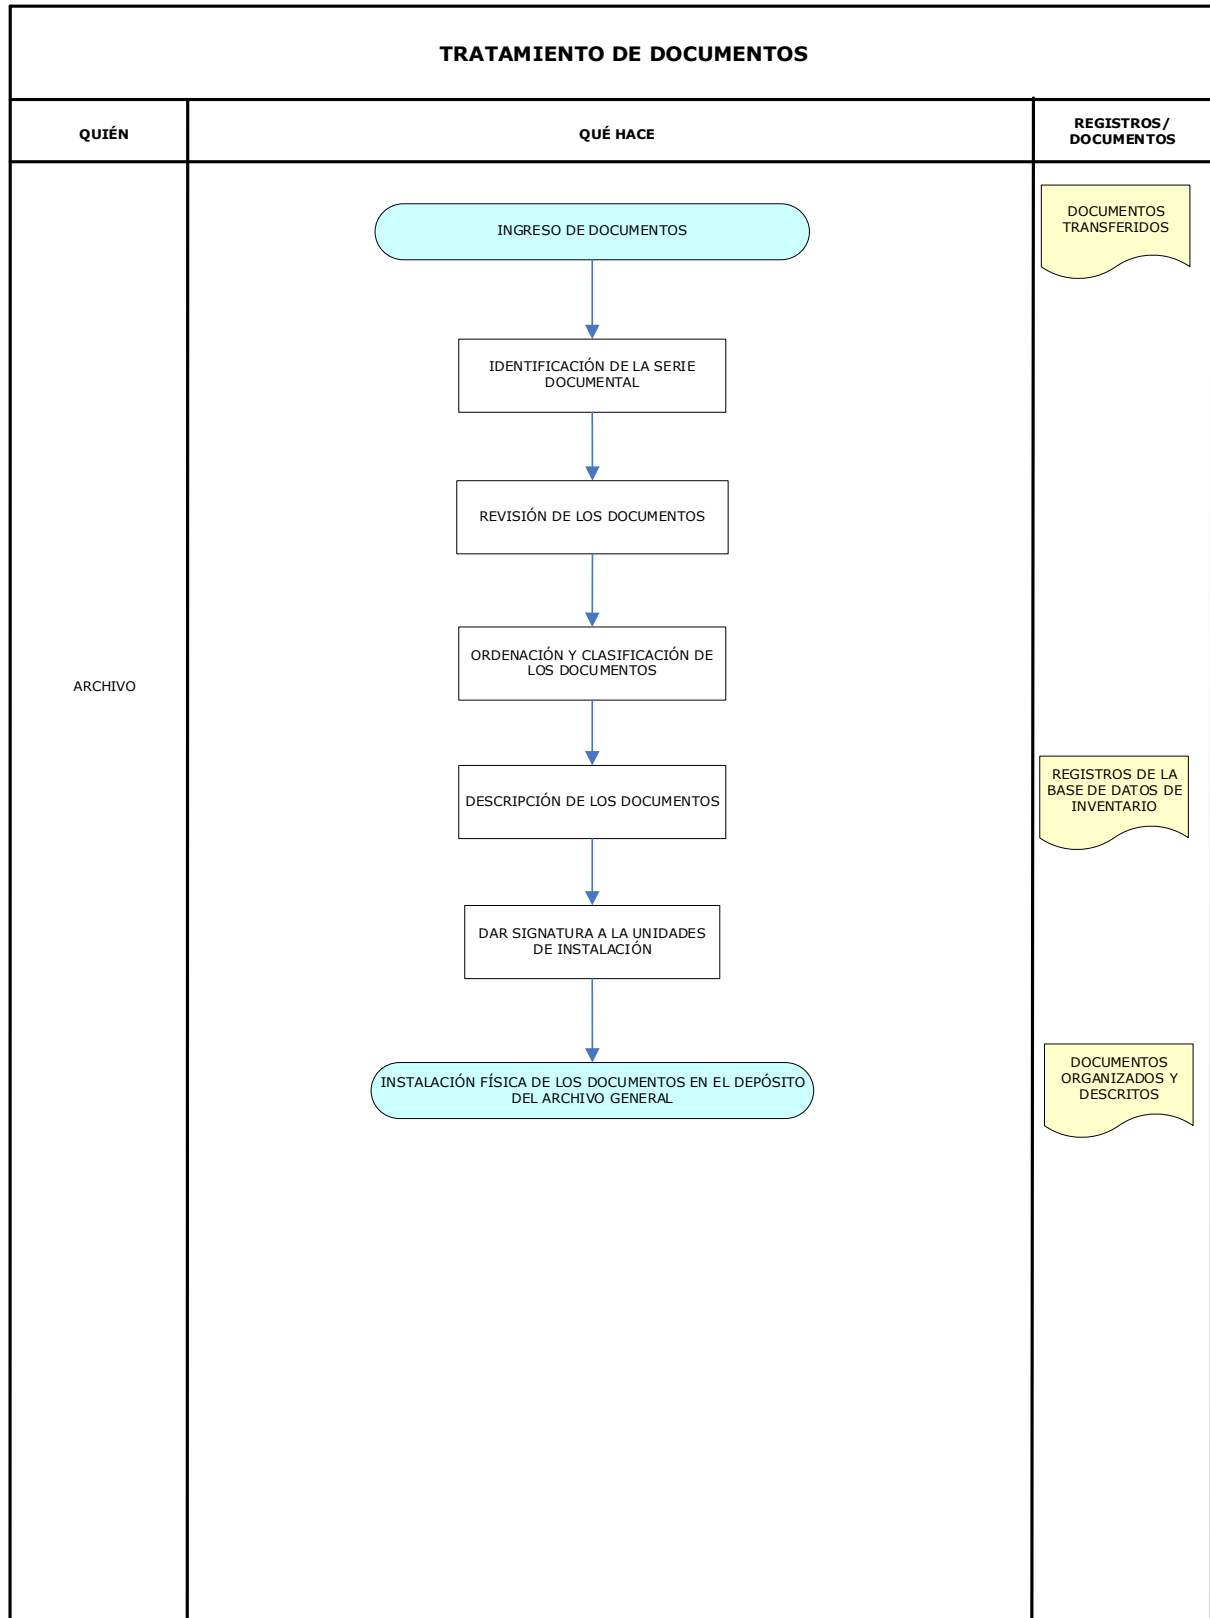 TRATAMIENTO DE DOCUMENTOS
QUIÉN
QUÉ HACE
REGISTROS/
DOCUMENTOS
INGRESO DE DOCUMENTOS
DOCUMENTOS
TRANSFERIDOS
IDENTIFICACIÓN DE LA SERIE
DOCUMENTAL
REVISIÓN DE LOS DOCUMENTOS
ORDENACIÓN Y CLASIFICACIÓN DE
LOS DOCUMENTOS
ARCHIVO
DESCRIPCIÓN DE LOS DOCUMENTOS
REGISTROS DE LA
BASE DE DATOS DE
INVENTARIO
DAR SIGNATURA A LA UNIDADES
DE INSTALACIÓN
INSTALACIÓN FÍSICA DE LOS DOCUMENTOS EN EL DEPÓSITO
DEL ARCHIVO GENERAL
DOCUMENTOS
ORGANIZADOS Y
DESCRITOS